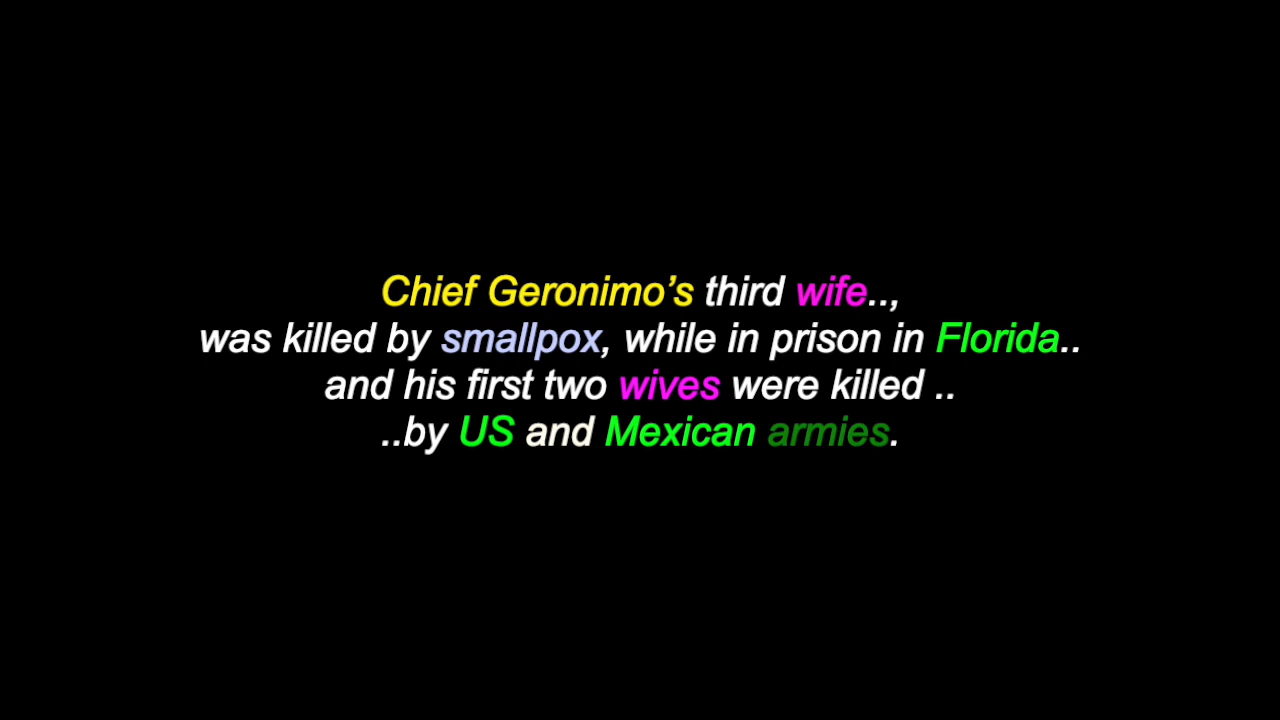 Chief Geronimo’s third wife..,
was killed by smallpox, while in prison in Florida..
and his first two wives were killed ..
..by US and Mexican armies.